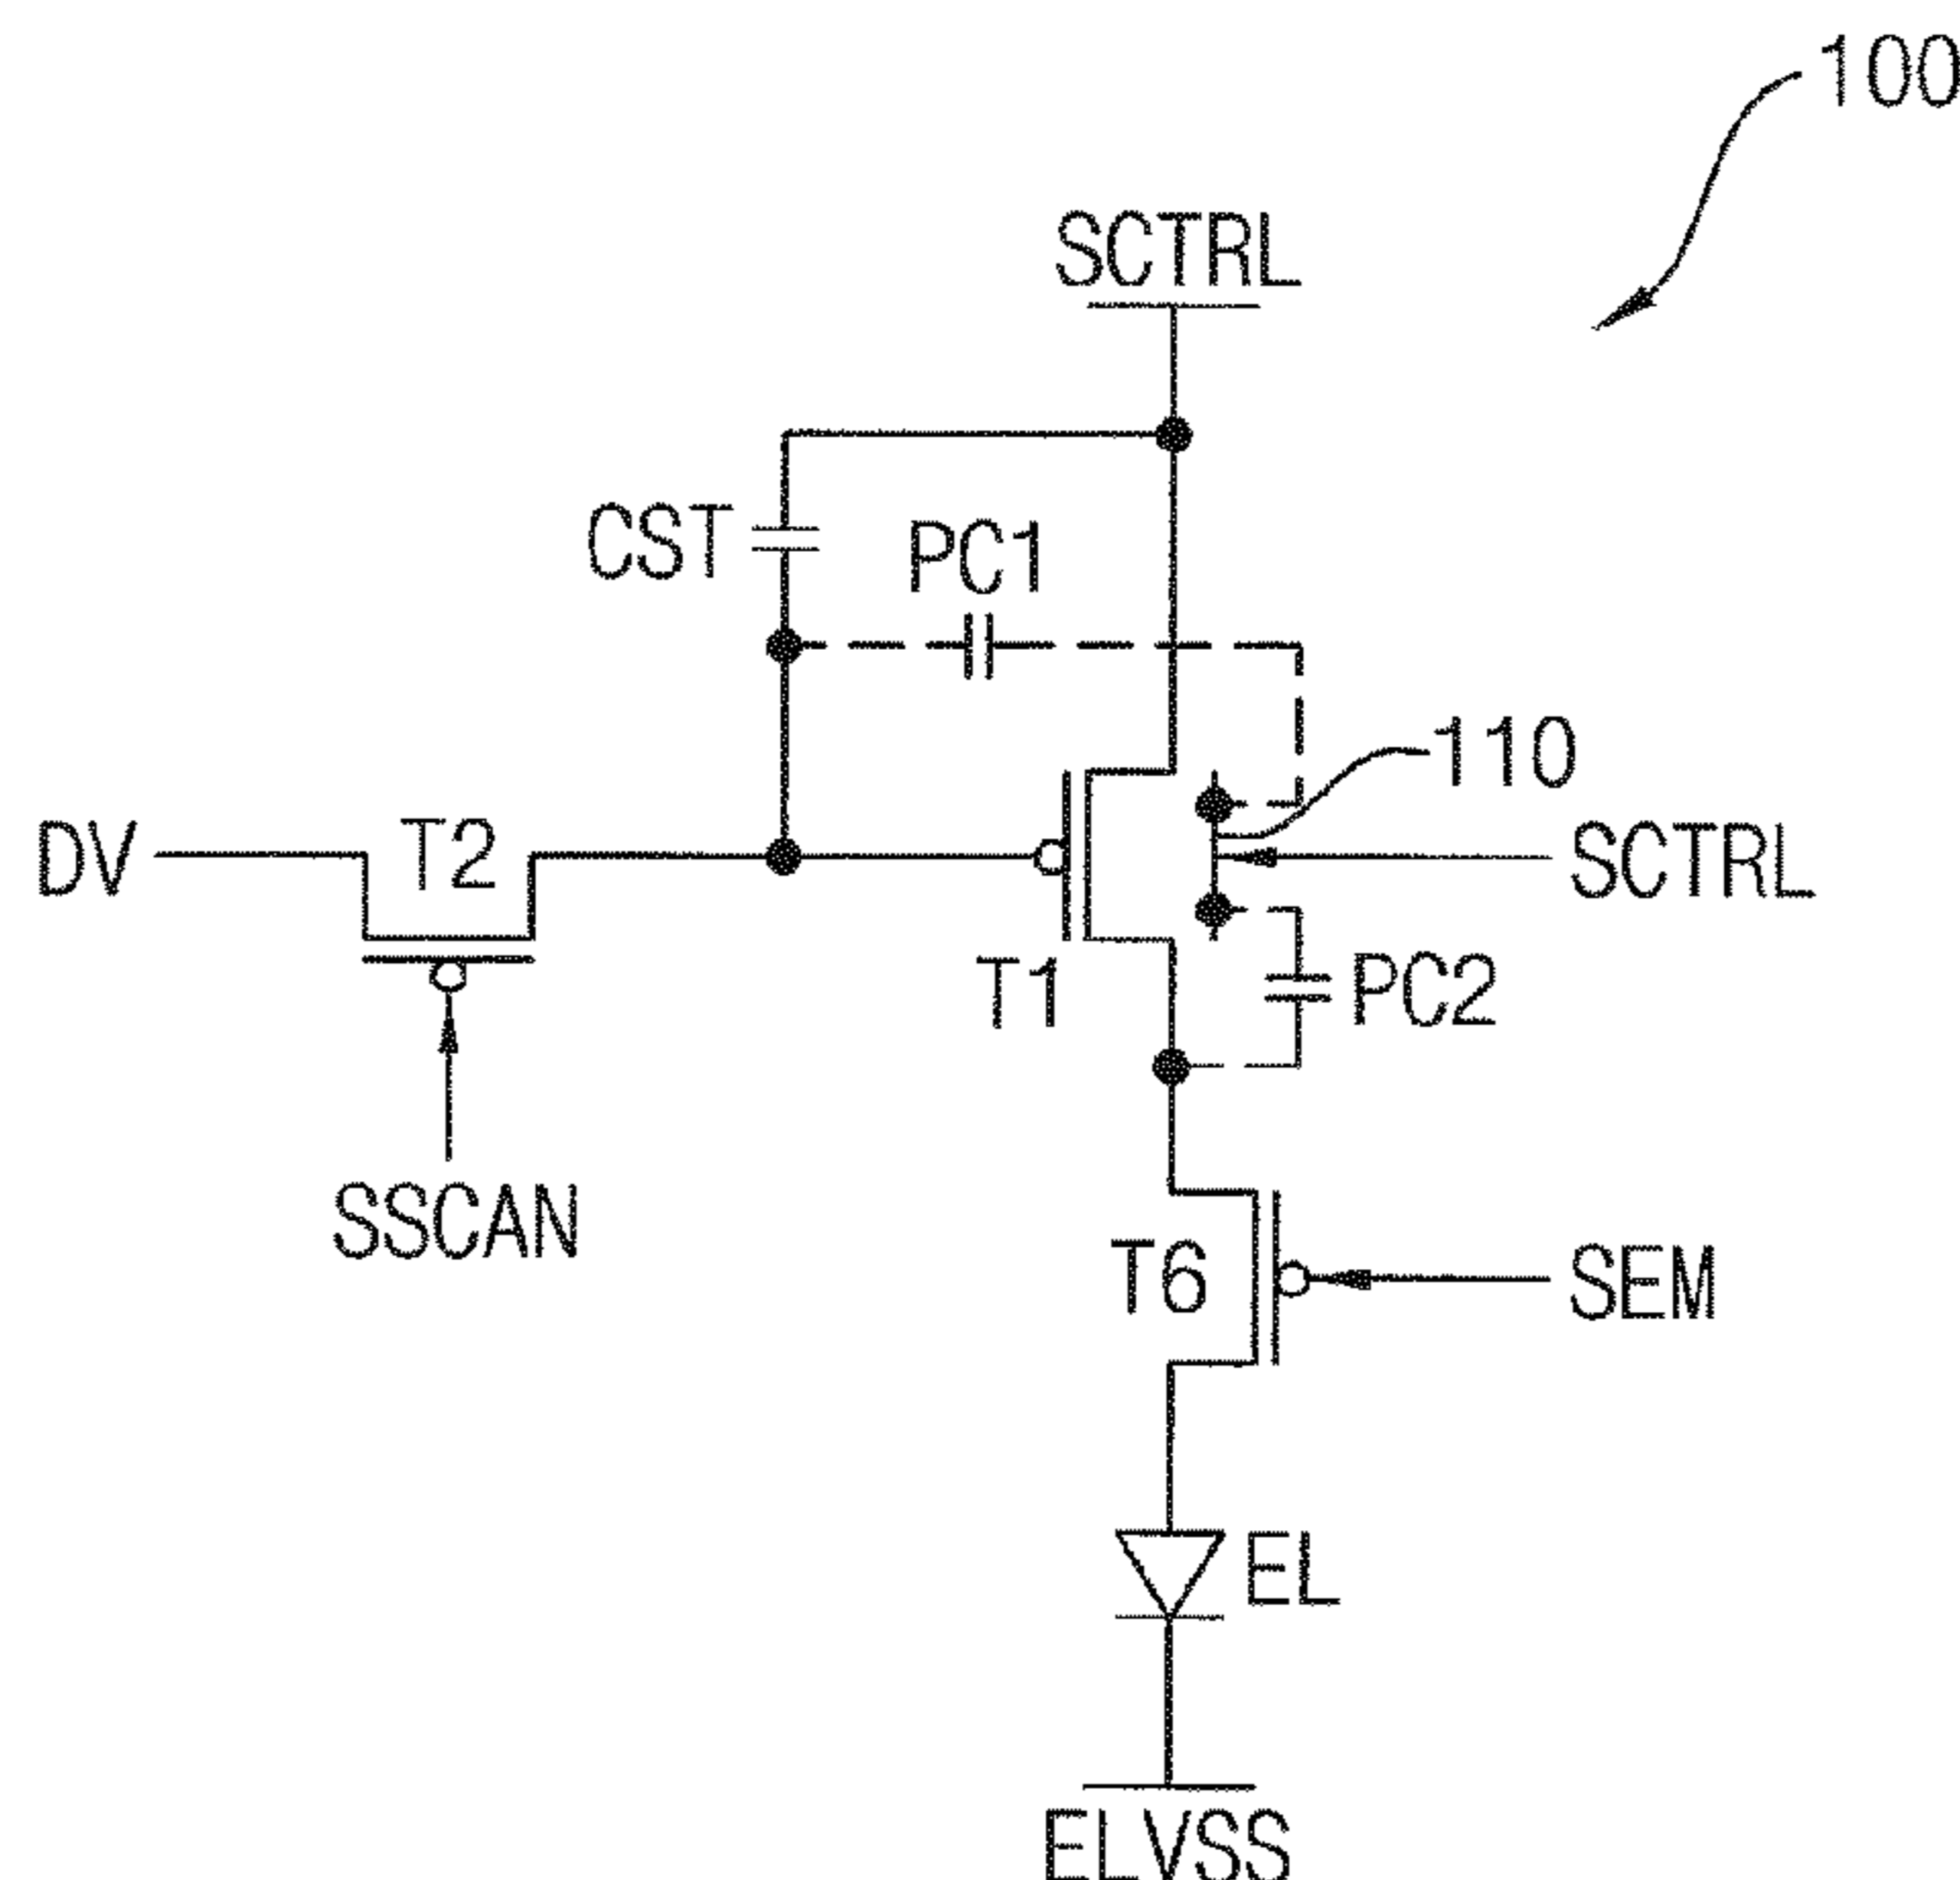 100
SCTRL
CST
PC1
110
DV
T2
SCTRL
T1
PC2
SSCAN
T6
SEM
EL
ELVSS